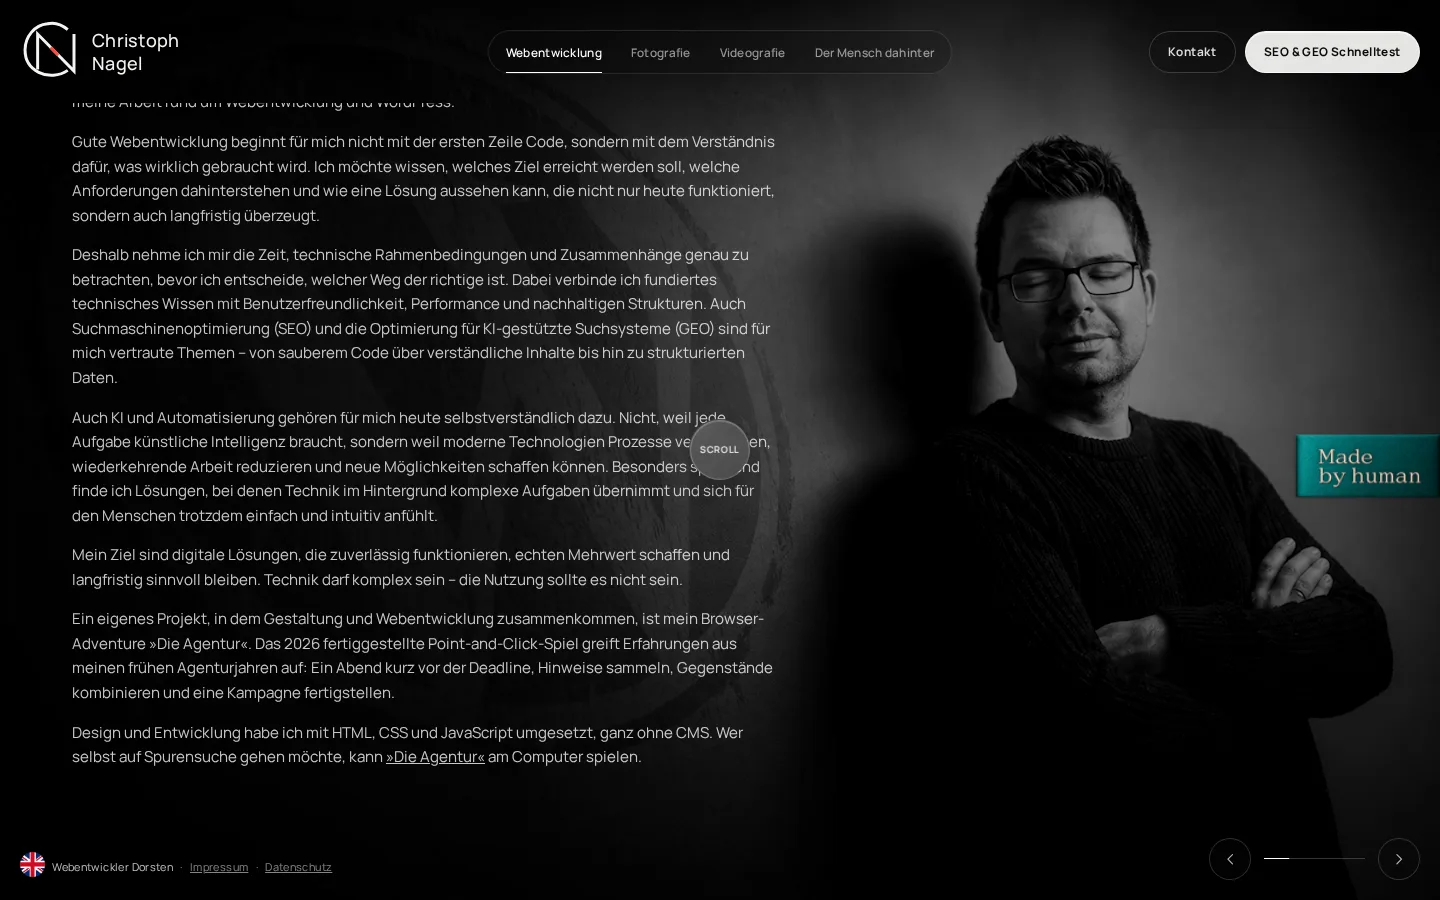 Christoph
Nagel
Webentwicklung
Fotografie
Videografie
Der Mensch dahinter
Kontakt
SEO & GEO Schnelltest
meine Arbeit rund um Webentwicklung und WordPress.
Gute Webentwicklung beginnt für mich nicht mit der ersten Zeile Code, sondern mit dem Verständnis
dafür, was wirklich gebraucht wird. Ich möchte wissen, welches Ziel erreicht werden soll, welche
Anforderungen dahinterstehen und wie eine Lösung aussehen kann, die nicht nur heute funktioniert,
sondern auch langfristig überzeugt.
Deshalb nehme ich mir die Zeit, technische Rahmenbedingungen und Zusammenhänge genau zu
betrachten, bevor ich entscheide, welcher Weg der richtige ist. Dabei verbinde ich fundiertes
technisches Wissen mit Benutzerfreundlichkeit, Performance und nachhaltigen Strukturen. Auch
Suchmaschinenoptimierung (SEO) und die Optimierung für KI-gestützte Suchsysteme (GEO) sind für
mich vertraute Themen – von sauberem Code über verständliche Inhalte bis hin zu strukturierten
Daten.
Auch KI und Automatisierung gehören für mich heute selbstverständlich dazu. Nicht, weil jede
Aufgabe künstliche Intelligenz braucht, sondern weil moderne Technologien Prozesse
wiederkehrende Arbeit reduzieren und neue Möglichkeiten schaffen können. Besonders
finde ich Lösungen, bei denen Technik im Hintergrund komplexe Aufgaben übernimmt und sich für
den Menschen trotzdem einfach und intuitiv anfühlt.
SCROLL
Mein Ziel sind digitale Lösungen, die zuverlässig funktionieren, echten Mehrwert schaffen und
langfristig sinnvoll bleiben. Technik darf komplex sein – die Nutzung sollte es nicht sein.
Ein eigenes Projekt, in dem Gestaltung und Webentwicklung zusammenkommen, ist mein Browser-
Adventure »Die Agentur«. Das 2026 fertiggestellte Point-and-Click-Spiel greift Erfahrungen aus
meinen frühen Agenturjahren auf: Ein Abend kurz vor der Deadline, Hinweise sammeln, Gegenstände
kombinieren und eine Kampagne fertigstellen.
Design und Entwicklung habe ich mit HTML, CSS und JavaScript umgesetzt, ganz ohne CMS. Wer
selbst auf Spurensuche gehen möchte, kann »Die Agentur« am Computer spielen.
Made
by human
Webentwickler Dorsten · Impressum · Datenschutz